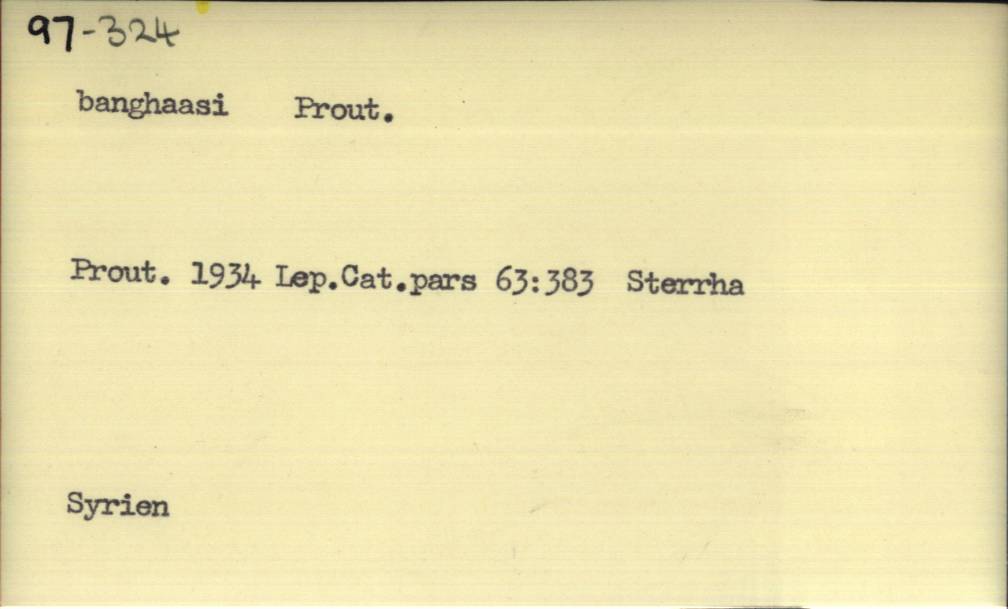 97-324
banghaasi Prout.
Prout. 1934 Lep.Cat.pars 63:383 Sterrha
Syrien